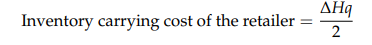 Inventory carrying cost of the retailer = ΔHq / 2